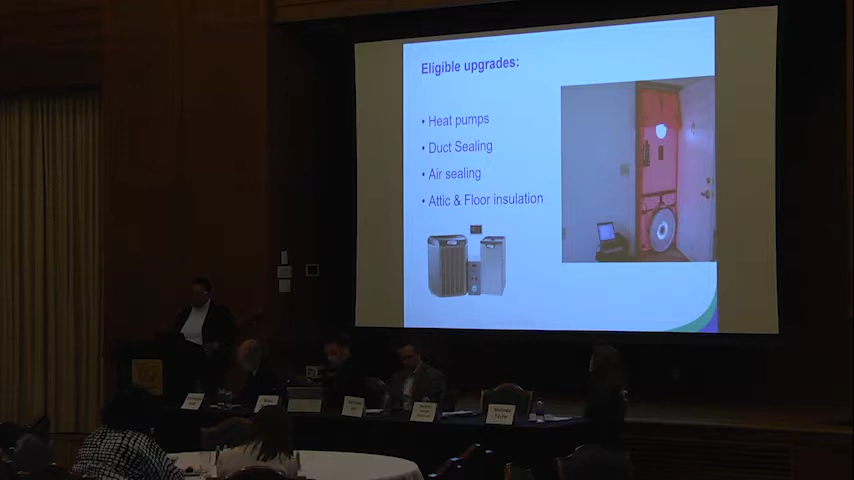 Eligible upgrades:
• Heat pumps
• Duct Sealing
• Air sealing
• Attic & Floor insulation